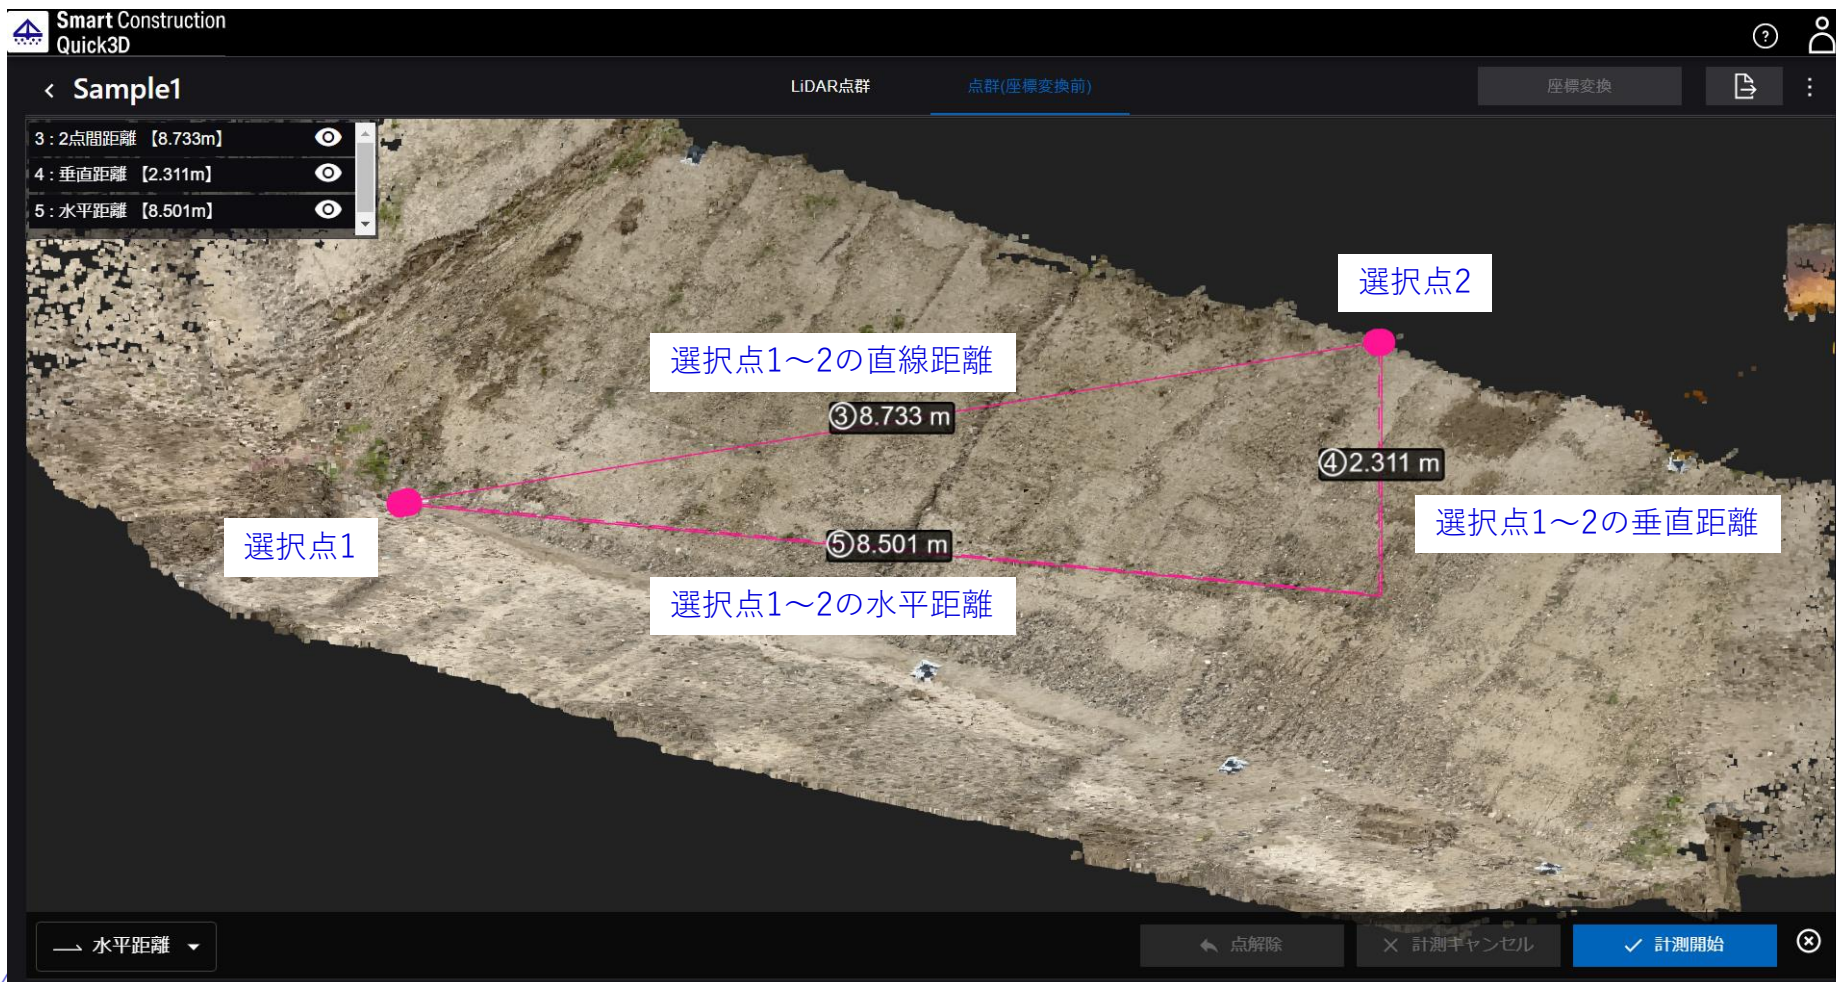 Smart Construction
Quick3D
Sample1
LiDAR点群
点群(座標変換前)
座標変換
3 : 2点間距離 【8.733m】
4 : 垂直距離 【2.311m】
5 : 水平距離 【8.501m】
選択点2
選択点1～2の直線距離
③8.733 m
④2.311 m
選択点1～2の垂直距離
選択点1
⑤8.501 m
選択点1～2の水平距離
水平距離
点解除
計測キャンセル
計測開始